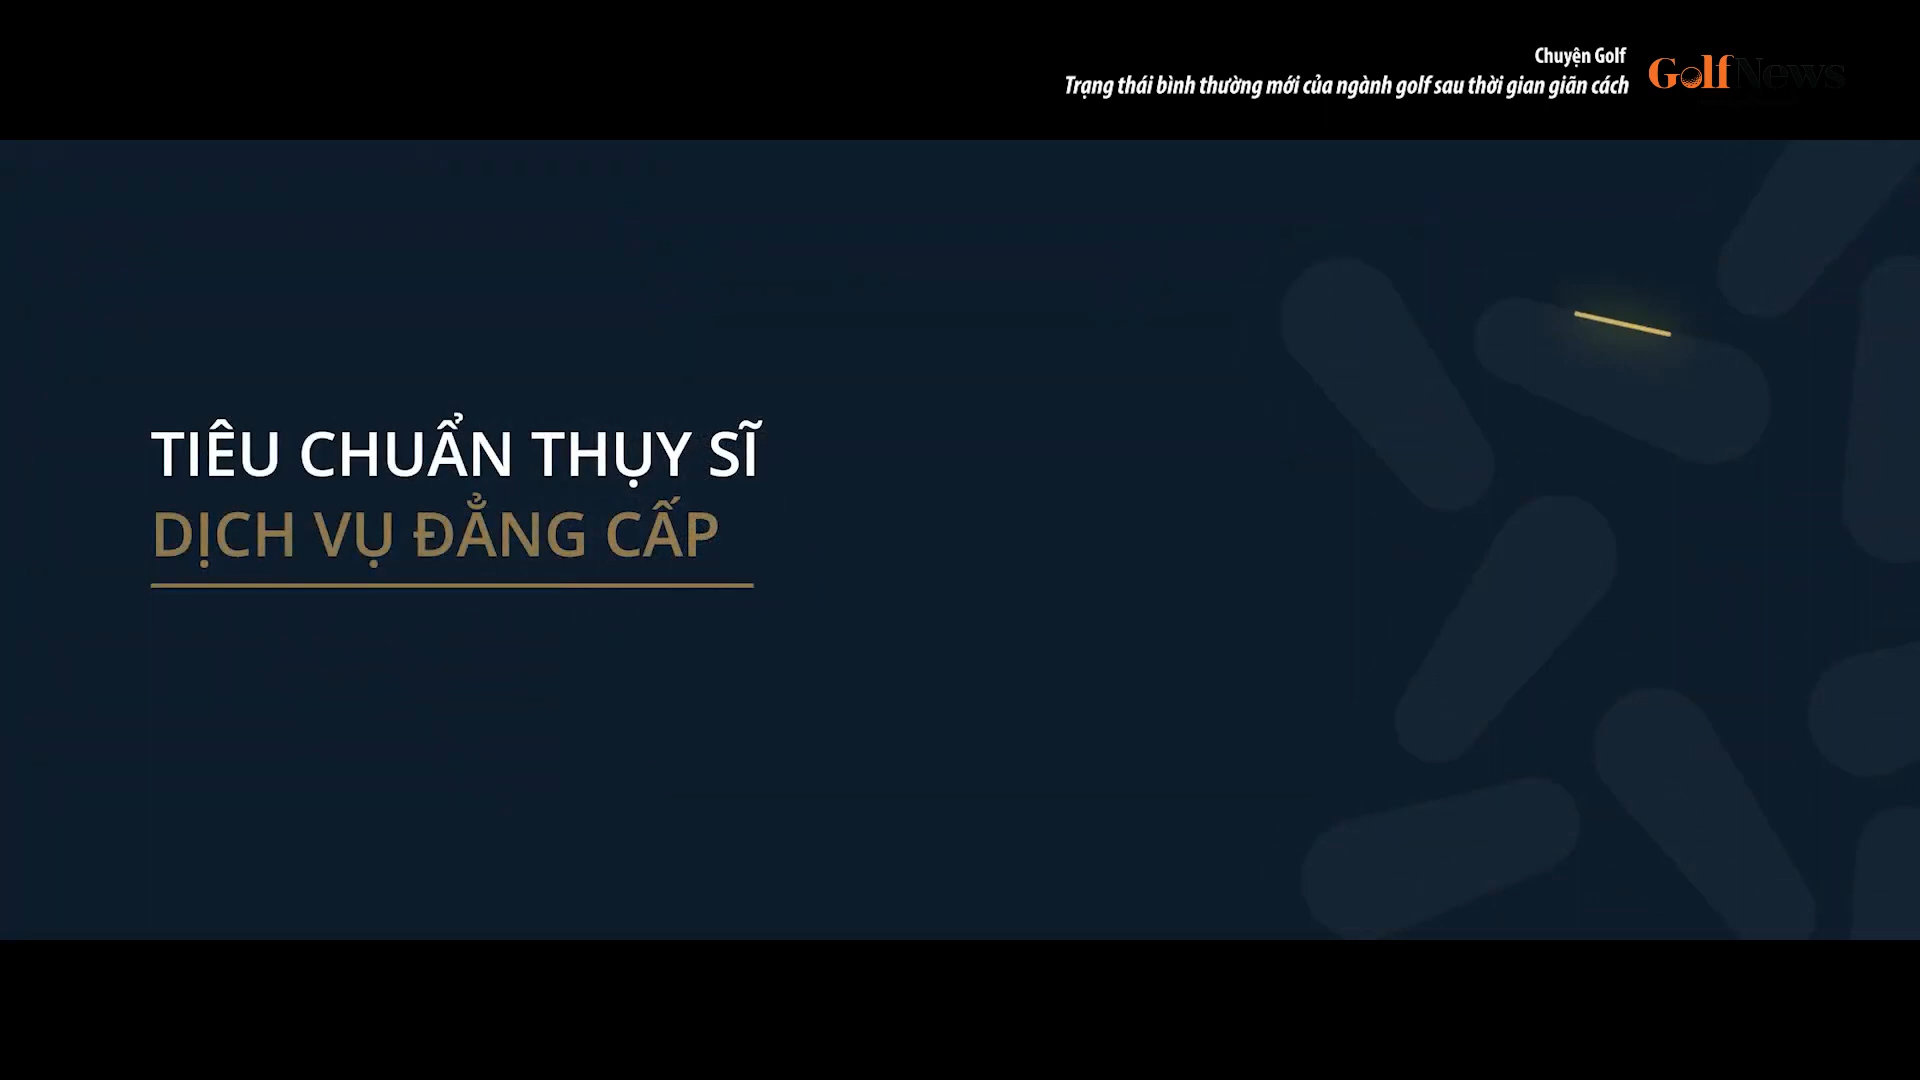 Chuyện Golf
Trạng thái bình thường mới của ngành golf sau thời gian giãn cách
GolfNews
TIÊU CHUẨN THỤY SĨ
DỊCH VỤ ĐẲNG CẤP